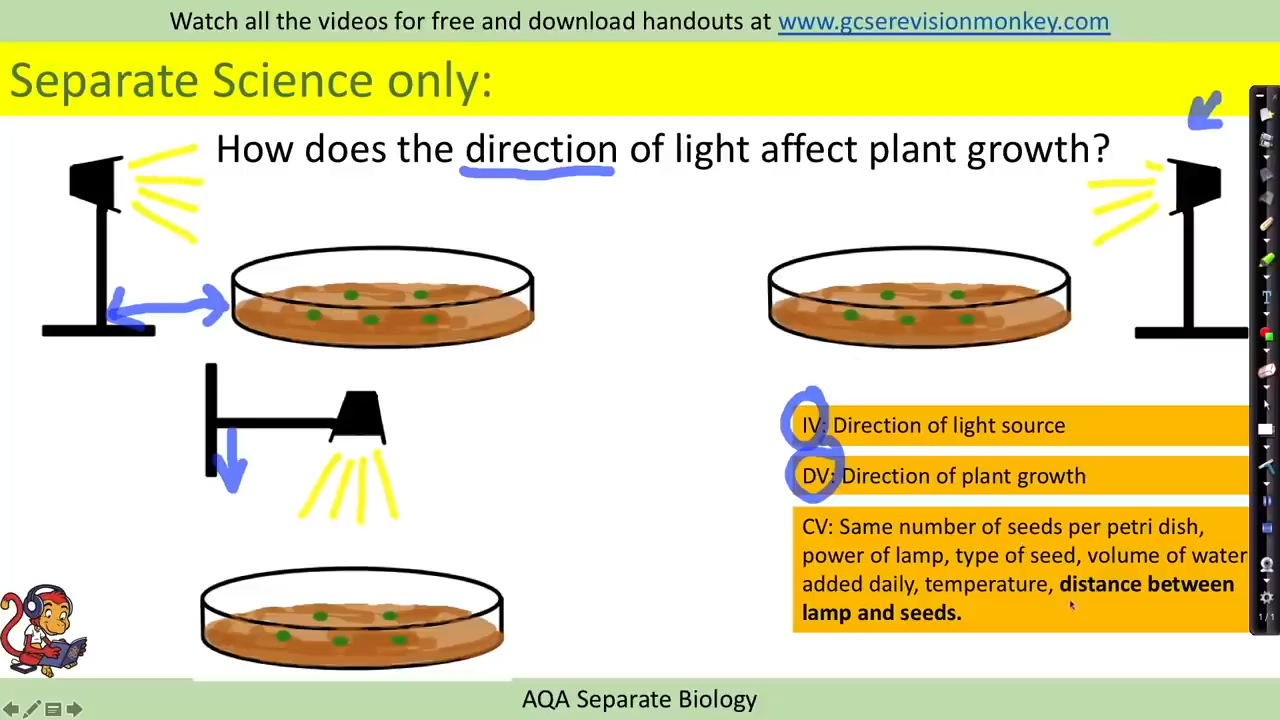 Watch all the videos for free and download handouts at www.gcserevisionmonkey.com
Separate Science only:
How does the direction of light affect plant growth?
IV: Direction of light source
DV: Direction of plant growth
CV: Same number of seeds per petri dish,
power of lamp, type of seed, volume of water
added daily, temperature, distance between
lamp and seeds.
1/1
AQA Separate Biology